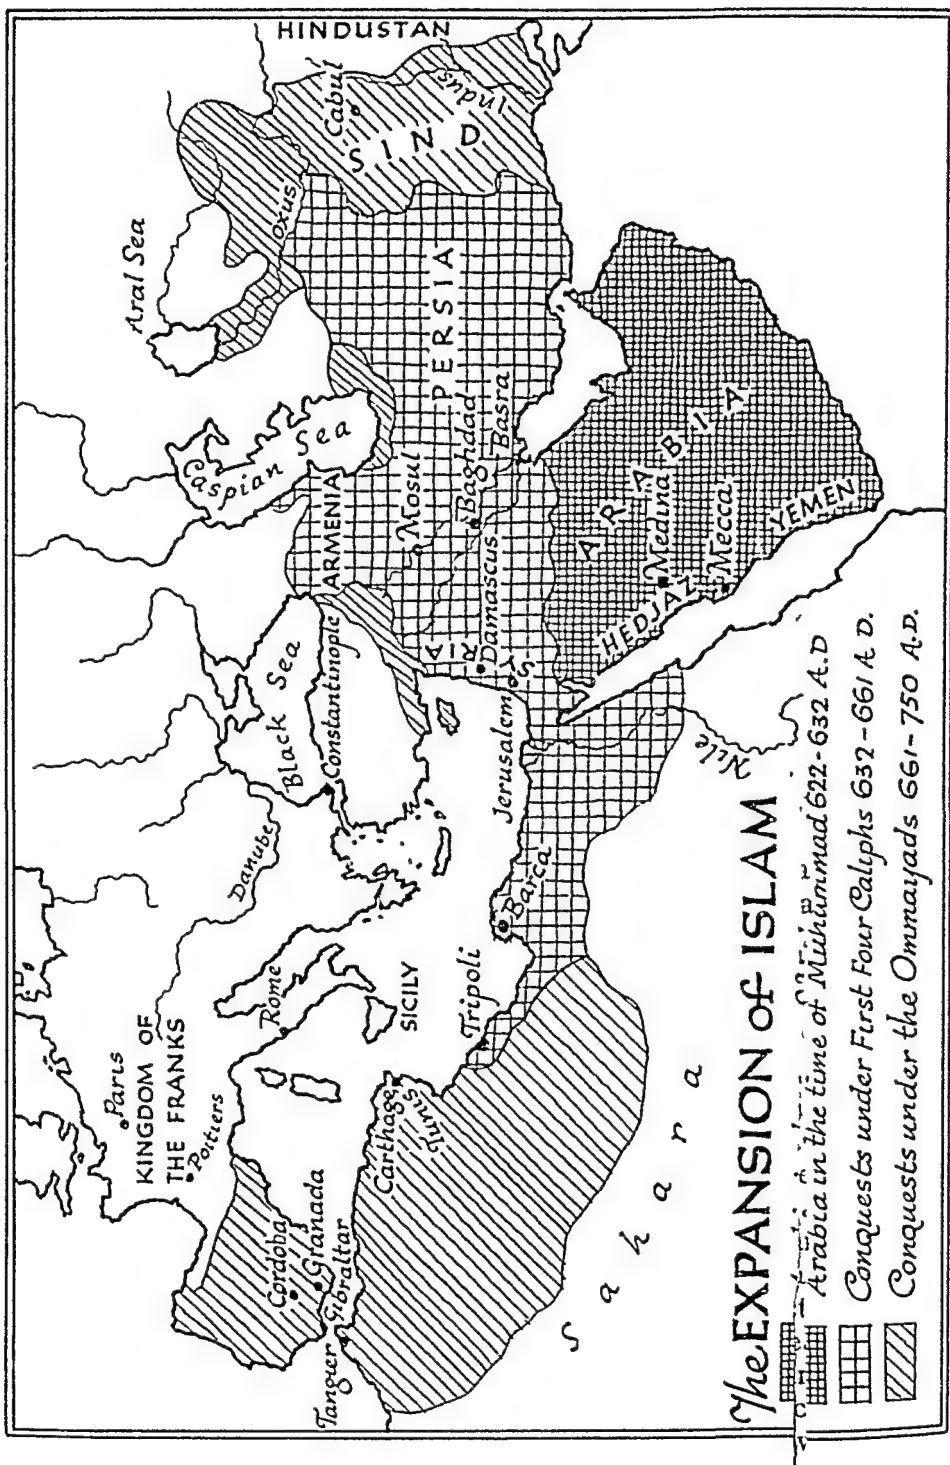 The EXPANSION of ISLAM
Arabia in the time of Muhummad 622-632 A.D
Conquests under First Four Caliphs 632-661 A.D.
Conquests under the Ommayads 661-750 A.D.
KINGDOM OF
THE FRANKS
Paris
Poitiers
Danube
Rome
SICILY
Black Sea
Constantinople
Caspian Sea
Aral Sea
Oxus
HINDUSTAN
Cabul
Indus
SIND
ARMENIA
Mosul
PERSIA
Baghdad
Basra
SYRIA
Damascus
Jerusalem
Cordoba
Granada
Gibraltar
Tangier
Carthage
Tunis
Tripoli
Barca
Nile
Sahara
ARABIA
Medina
Mecca
HEDJAZ
YEMEN